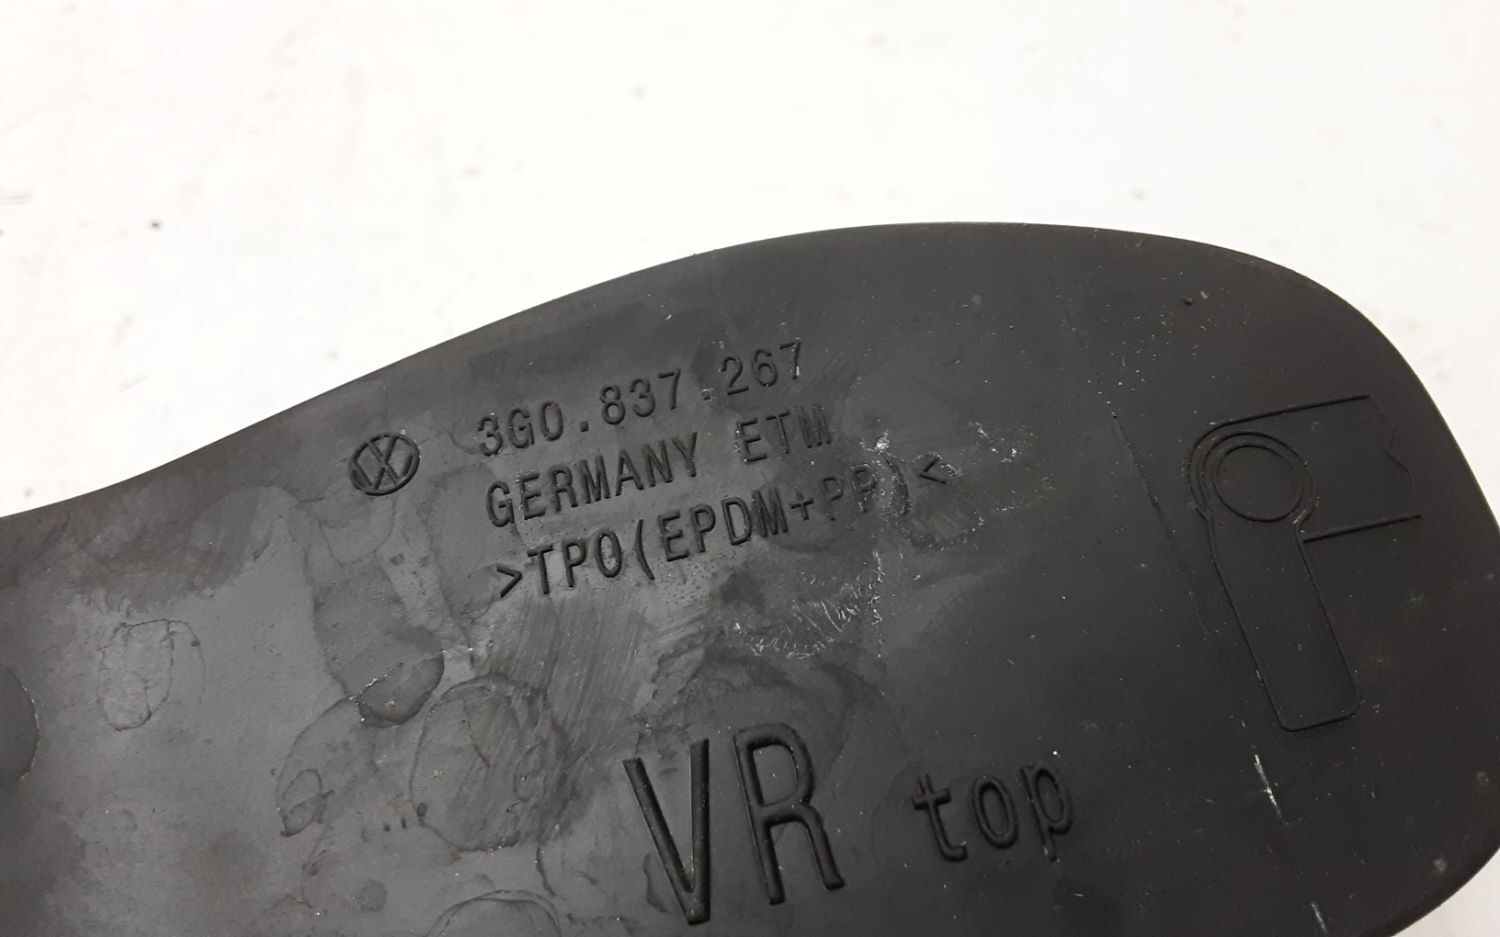 3G0.837.267
GERMANY ETM
>TPO(EPDM+PP)<
VR top